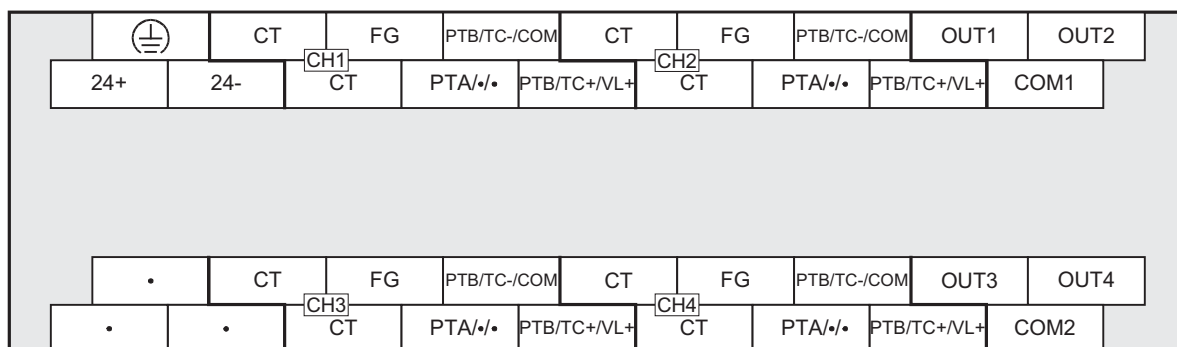 CT FG PTB/TC-/COM CT FG PTB/TC-/COM OUT1 OUT2
CH1 CH2
24+ 24- CT PTA/•/• PTB/TC+/VL+ CT PTA/•/• PTB/TC+/VL+ COM1
• CT FG PTB/TC-/COM CT FG PTB/TC-/COM OUT3 OUT4
CH3 CH4
• • CT PTA/•/• PTB/TC+/VL+ CT PTA/•/• PTB/TC+/VL+ COM2